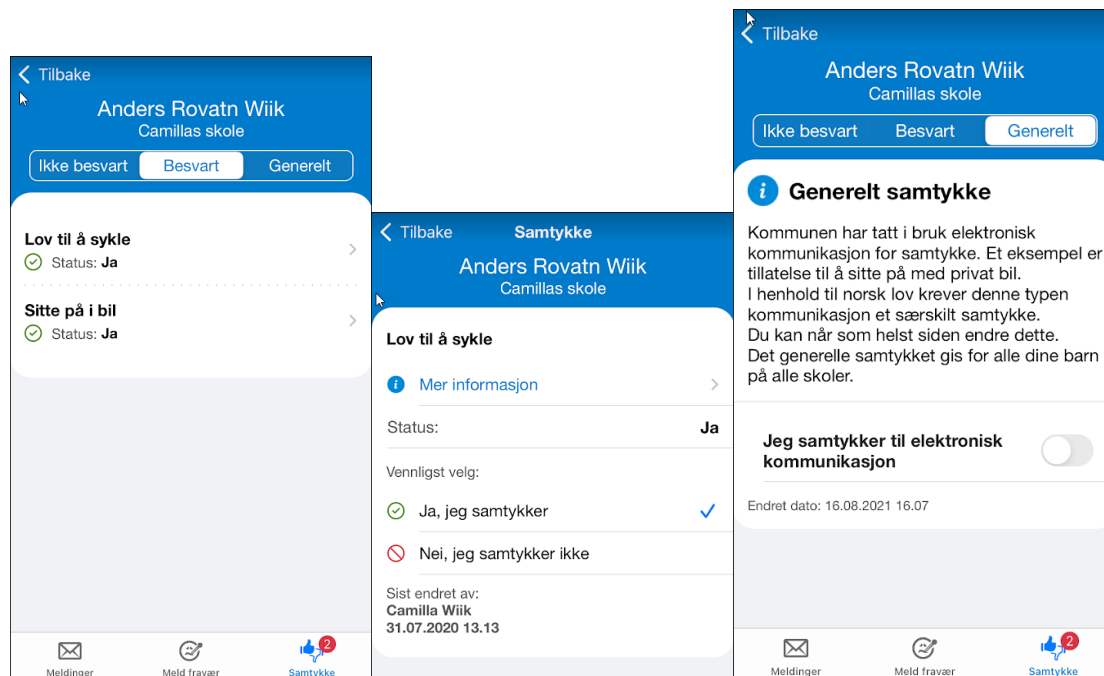 Tilbake
Anders Rovatn Wiik
Camillas skole
Ikke besvart Besvart Generelt
Lov til å sykle
Status: Ja
Sitte på i bil
Status: Ja
Meldinger Meld fravær Samtykke
2
Tilbake Samtykke
Anders Rovatn Wiik
Camillas skole
Lov til å sykle
Mer informasjon
Status: Ja
Vennligst velg:
Ja, jeg samtykker
Nei, jeg samtykker ikke
Sist endret av:
Camilla Wiik
31.07.2020 13.13
Tilbake
Anders Rovatn Wiik
Camillas skole
Ikke besvart Besvart Generelt
Generelt samtykke
Kommunen har tatt i bruk elektronisk
kommunikasjon for samtykke. Et eksempel er
tillatelse til å sitte på med privat bil.
I henhold til norsk lov krever denne typen
kommunikasjon et særskilt samtykke.
Du kan når som helst siden endre dette.
Det generelle samtykket gis for alle dine barn
på alle skoler.
Jeg samtykker til elektronisk
kommunikasjon
Endret dato: 16.08.2021 16.07
Meldinger Meld fravær Samtykke
2